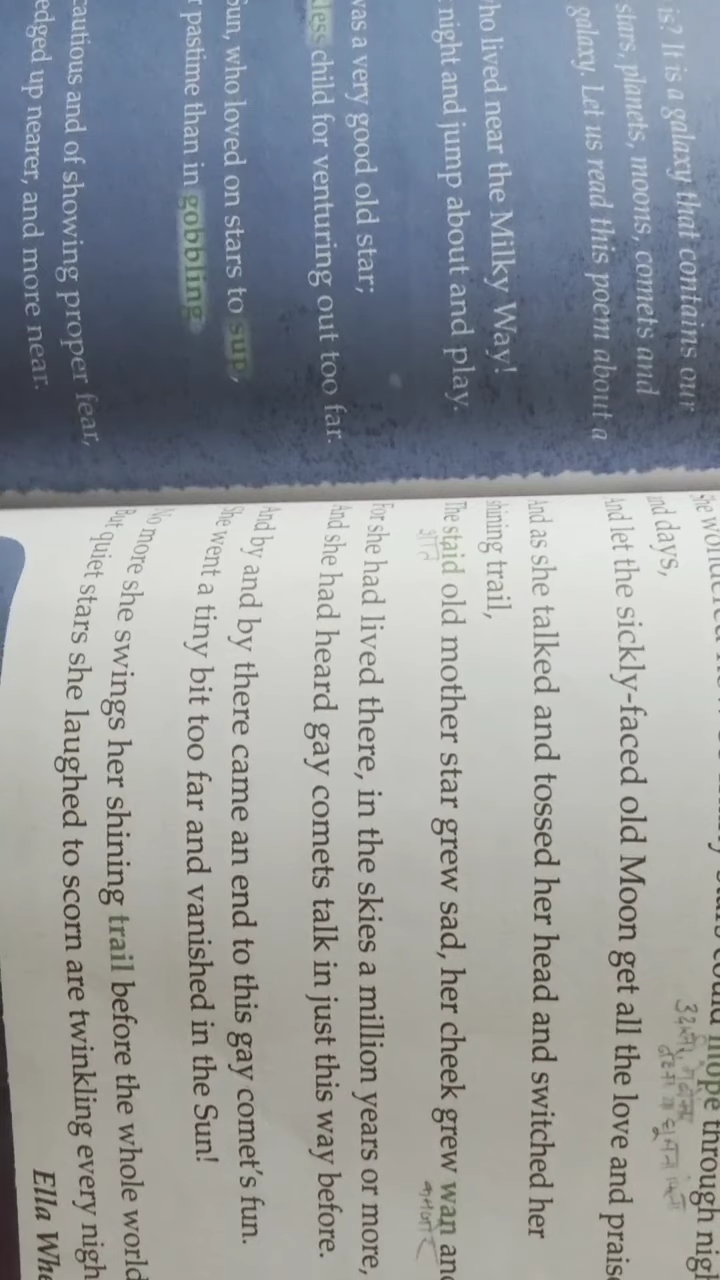 is? It is a galaxy that contains our
stars, planets, moons, comets and
galaxy. Let us read this poem about a
who lived near the Milky Way!
night and jump about and play.
was a very good old star;
less child for venturing out too far.
Sun, who loved on stars to sup,
pastime than in gobbling
cautious and of showing proper fear,
edged up nearer, and more near.
could mope through
and days,
And let the sickly-faced old Moon get all the love and
And as she talked and tossed her head and switched her
shining trail,
The staid old mother star grew sad, her cheek grew wan
For she had lived there, in the skies a million years or more,
And she had heard gay comets talk in just this way before.
And by and by there came an end to this gay comet's fun.
She went a tiny bit too far and vanished in the Sun!
No more she swings her shining trail before the whole world
But quiet stars she laughed to scorn are twinkling every
Ella